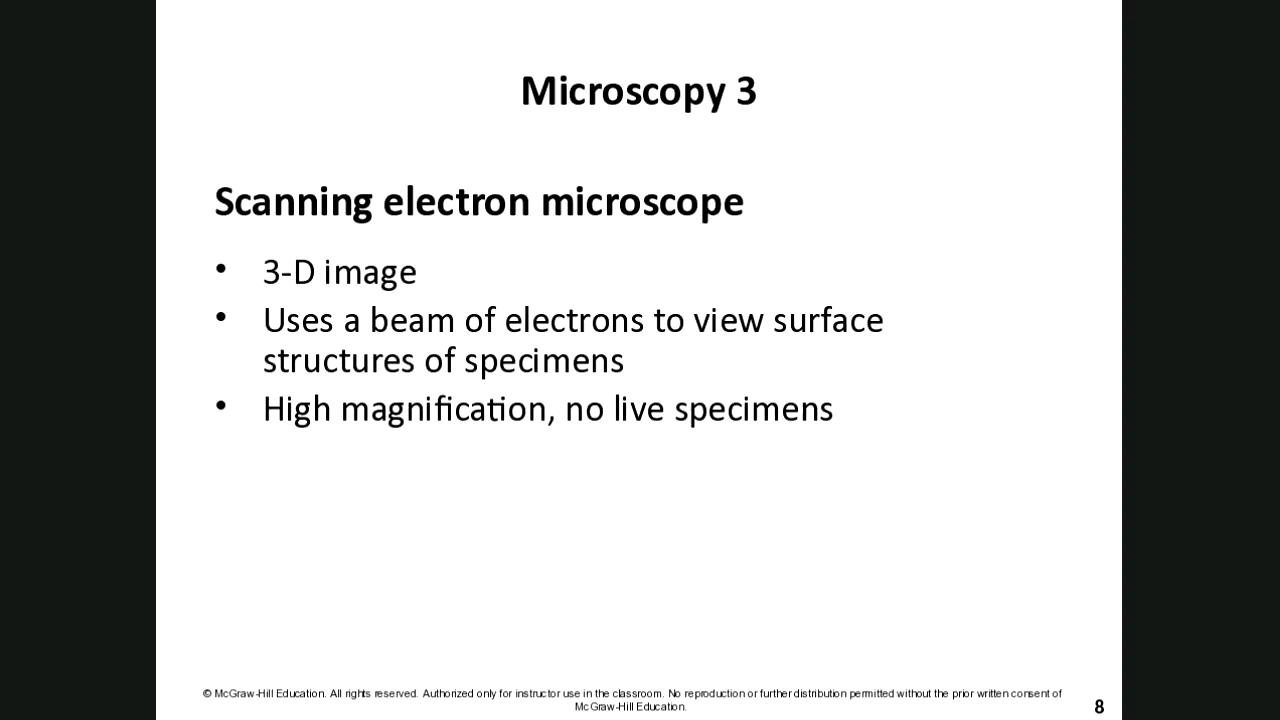 Microscopy 3
Scanning electron microscope
• 3-D image
• Uses a beam of electrons to view surface
structures of specimens
• High magnification, no live specimens
© McGraw-Hill Education. All rights reserved. Authorized only for instructor use in the classroom. No reproduction or further distribution permitted without the prior written consent of
McGraw-Hill Education.
8